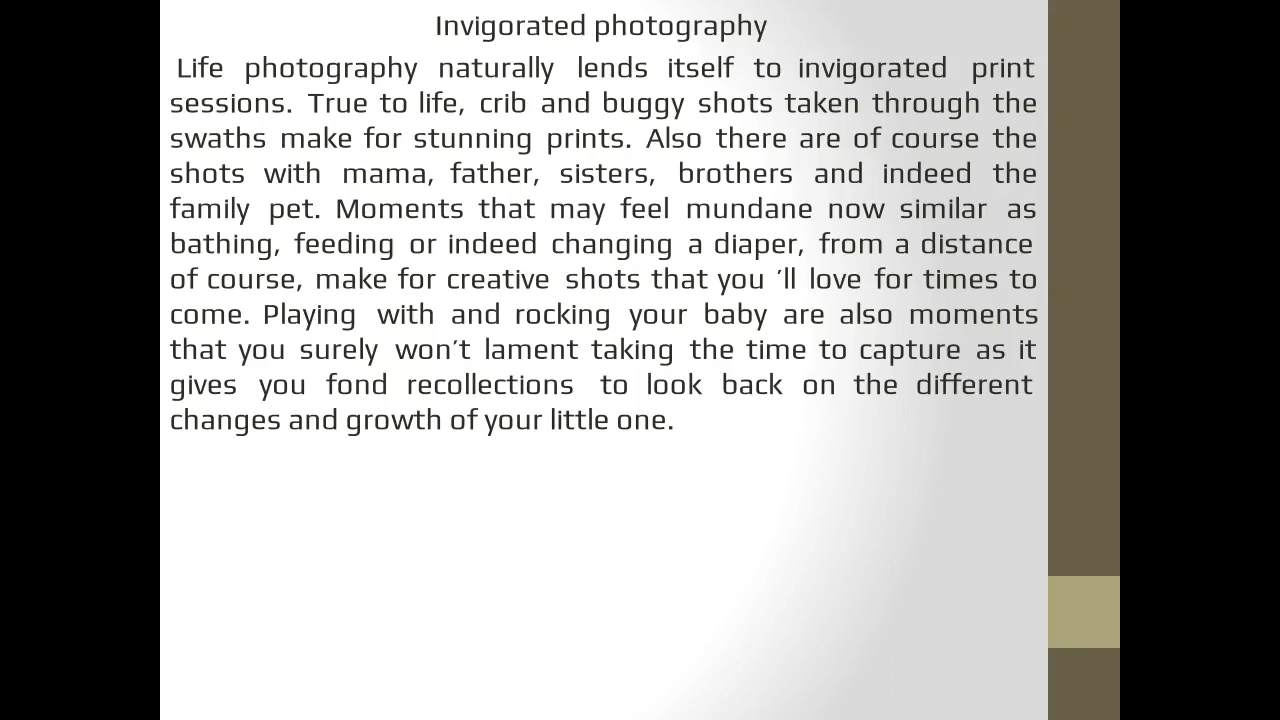 Invigorated photography
Life photography naturally lends itself to invigorated print
sessions. True to life, crib and buggy shots taken through the
swaths make for stunning prints. Also there are of course the
shots with mama, father, sisters, brothers and indeed the
family pet. Moments that may feel mundane now similar as
bathing, feeding or indeed changing a diaper, from a distance
of course, make for creative shots that you ’ll love for times to
come. Playing with and rocking your baby are also moments
that you surely won’t lament taking the time to capture as it
gives you fond recollections to look back on the different
changes and growth of your little one.